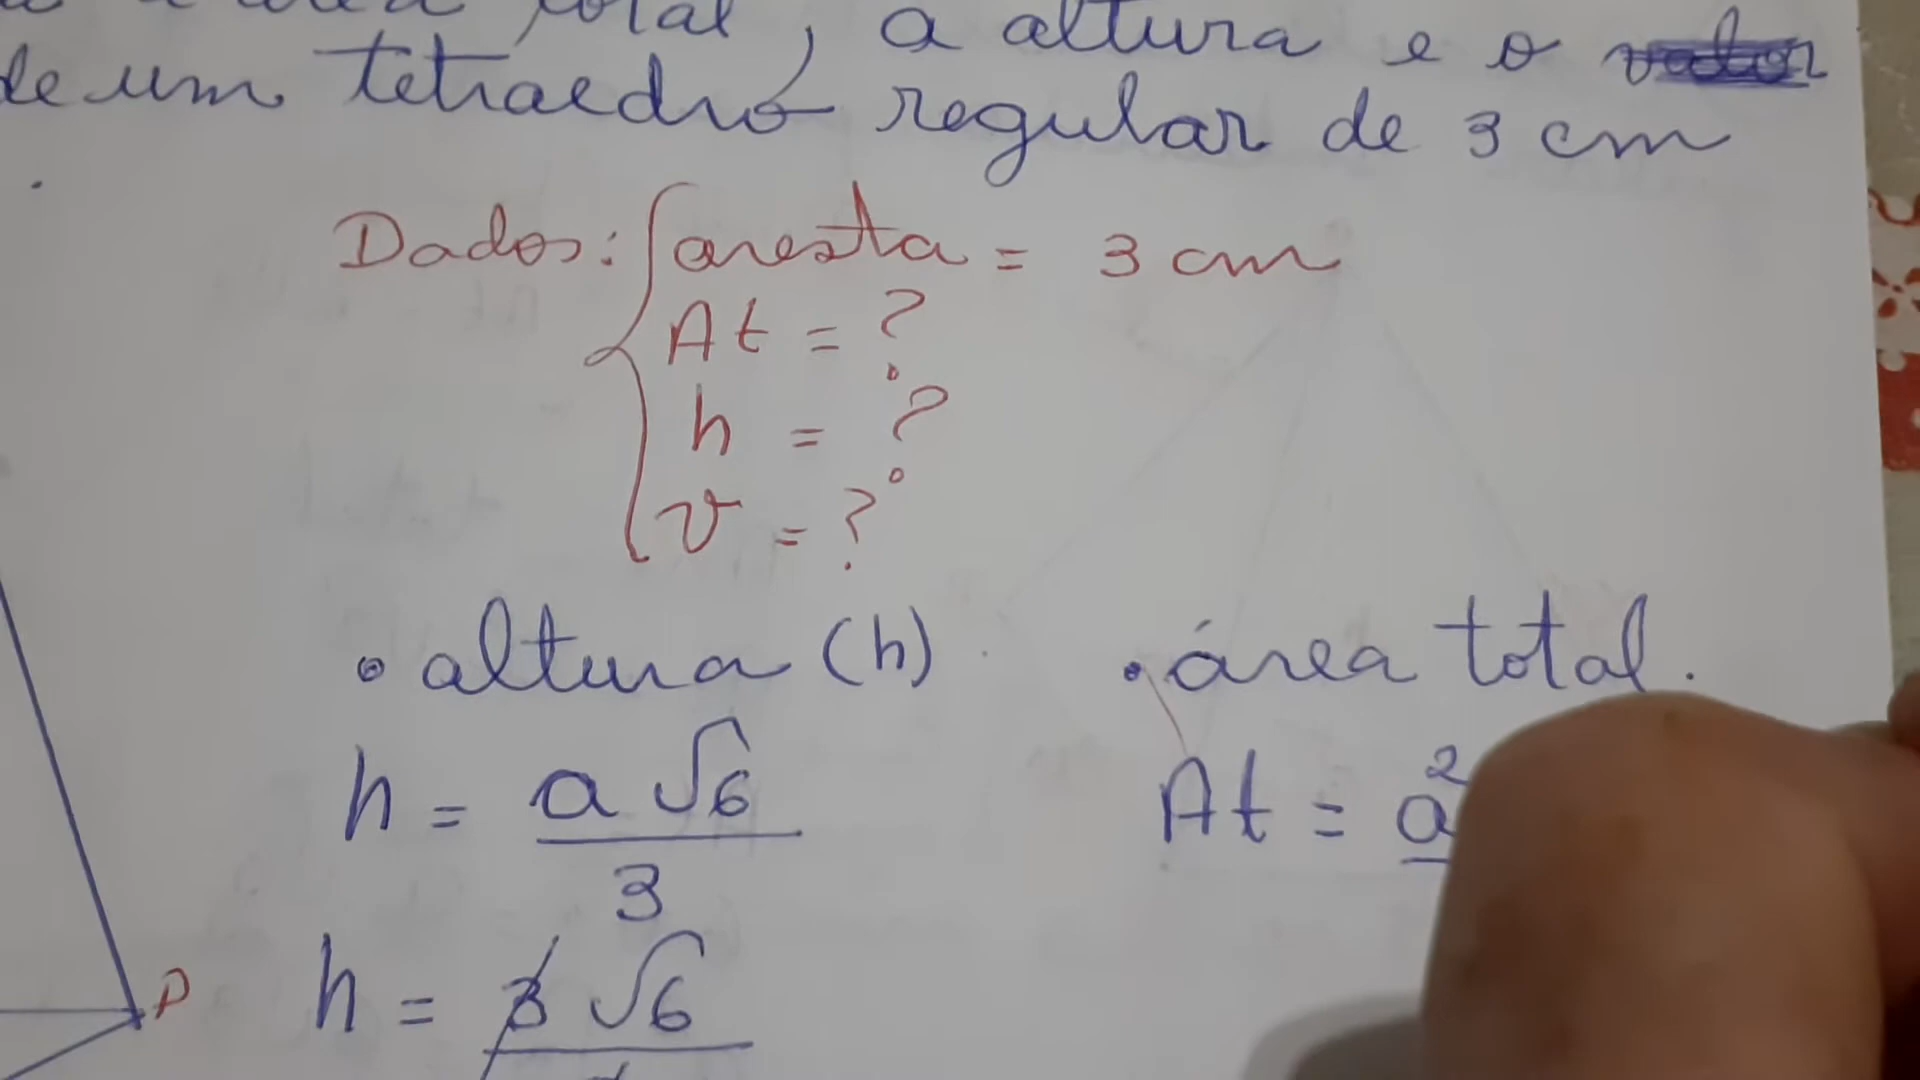 total, a altura e o
de um tetraedro regular de 3 cm
Dados: { aresta = 3 cm
At = ?
h = ?
v = ?
• altura (h)
h = a √6
3
h = 3 √6
• área total.
At = a²
D